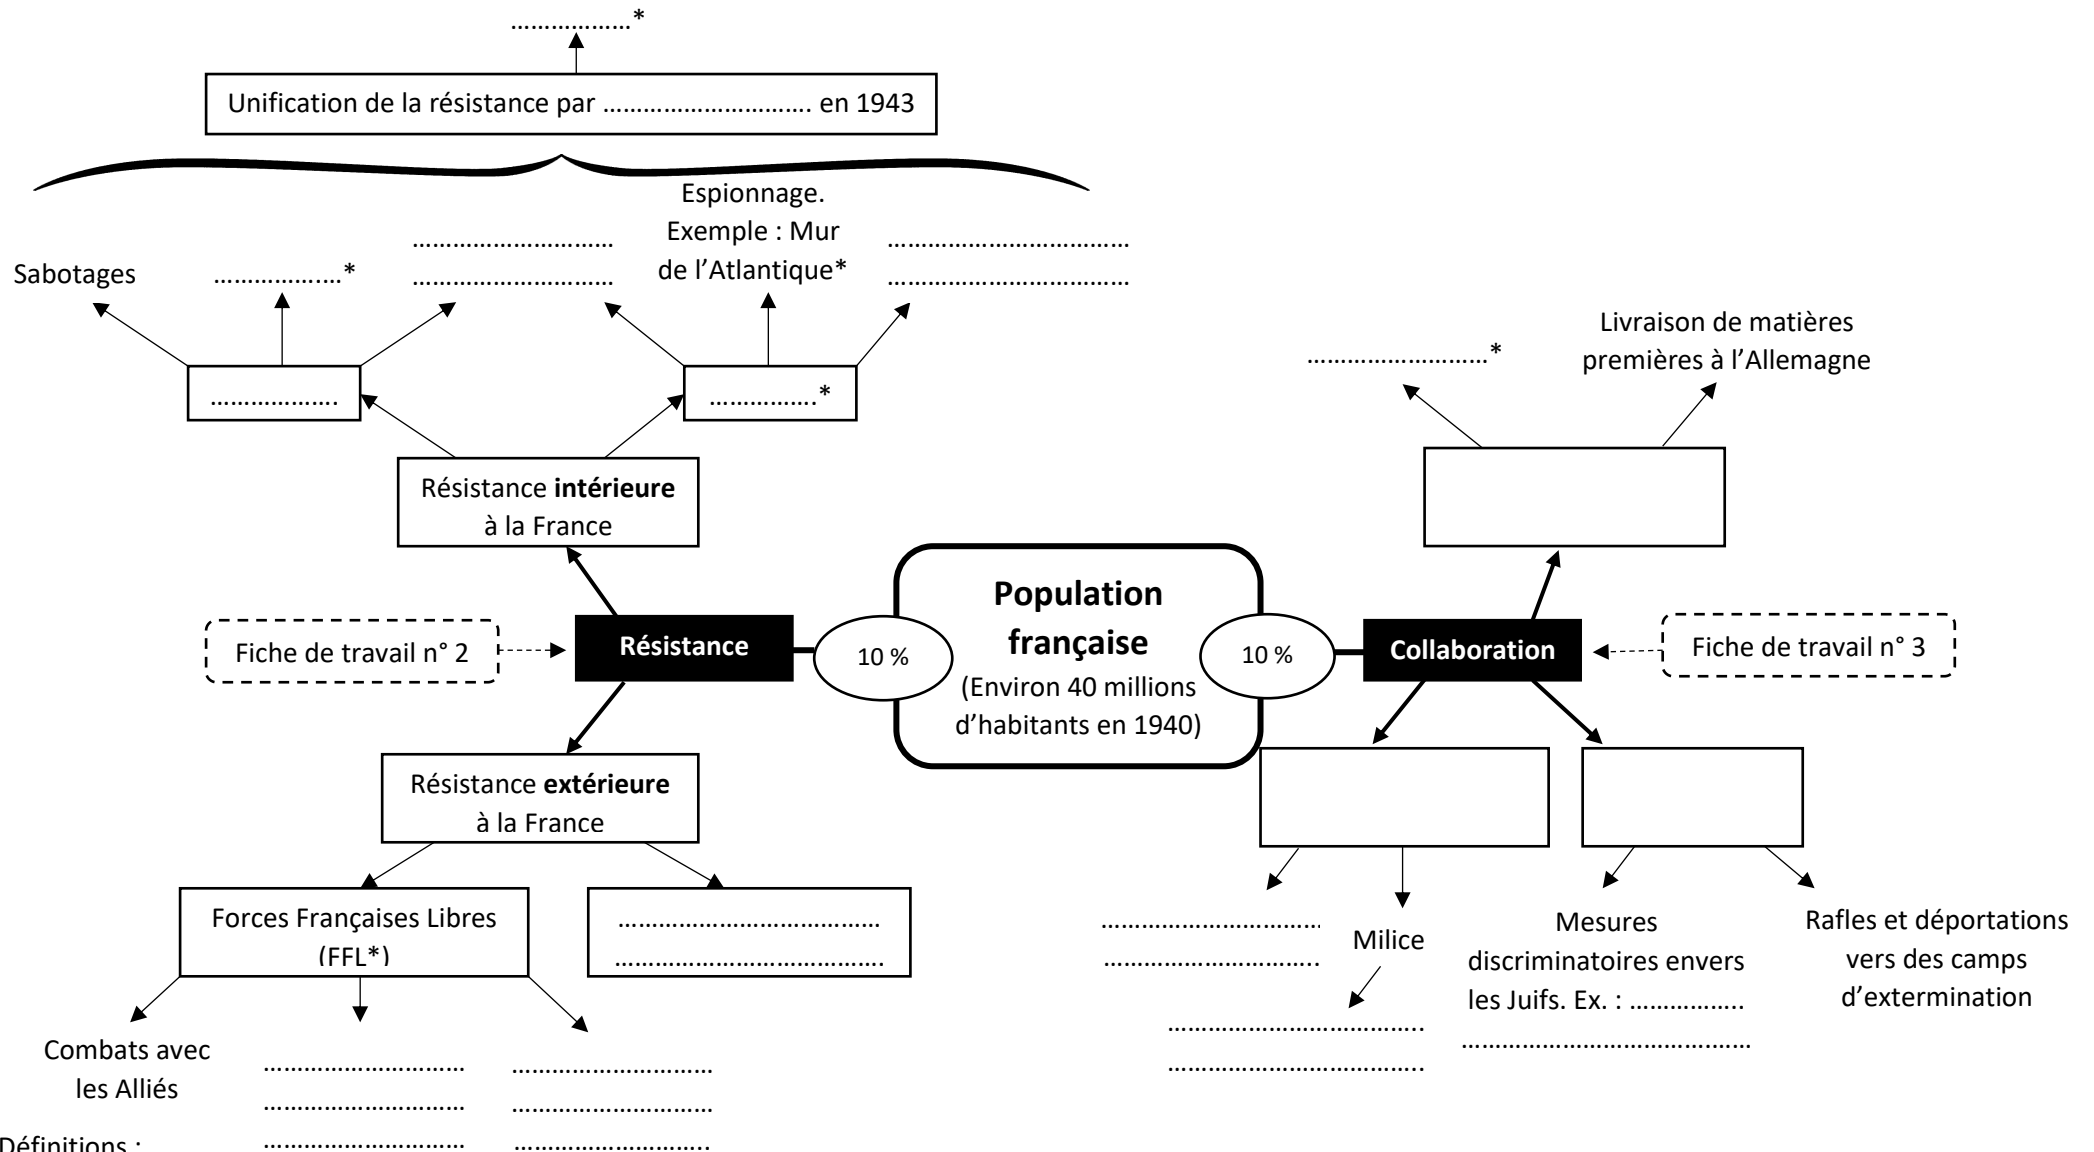 ………………*
Unification de la résistance par …………………………. en 1943
Sabotages
……………….…*
…………………………
…………………………
Espionnage.
Exemple : Mur
de l’Atlantique*
………………………………
………………………………
……………….
…………….*
Résistance intérieure
à la France
Fiche de travail n° 2
Résistance
10 %
Résistance extérieure
à la France
Forces Françaises Libres
(FFL*)
…………………………………
………………………………….
Combats avec
les Alliés
…………………………
…………………………
…………………………
…………………………
…………………………
………………………..
Définitions :
Population
française
(Environ 40 millions
d’habitants en 1940)
10 %
Collaboration
Fiche de travail n° 3
………………………*
Livraison de matières
premières à l’Allemagne
…………………………..
…………………………..
Milice
………………………………..
………………………………..
Mesures
discriminatoires envers
les Juifs. Ex. : ……………..
…………………………………….
Rafles et déportations
vers des camps
d’extermination